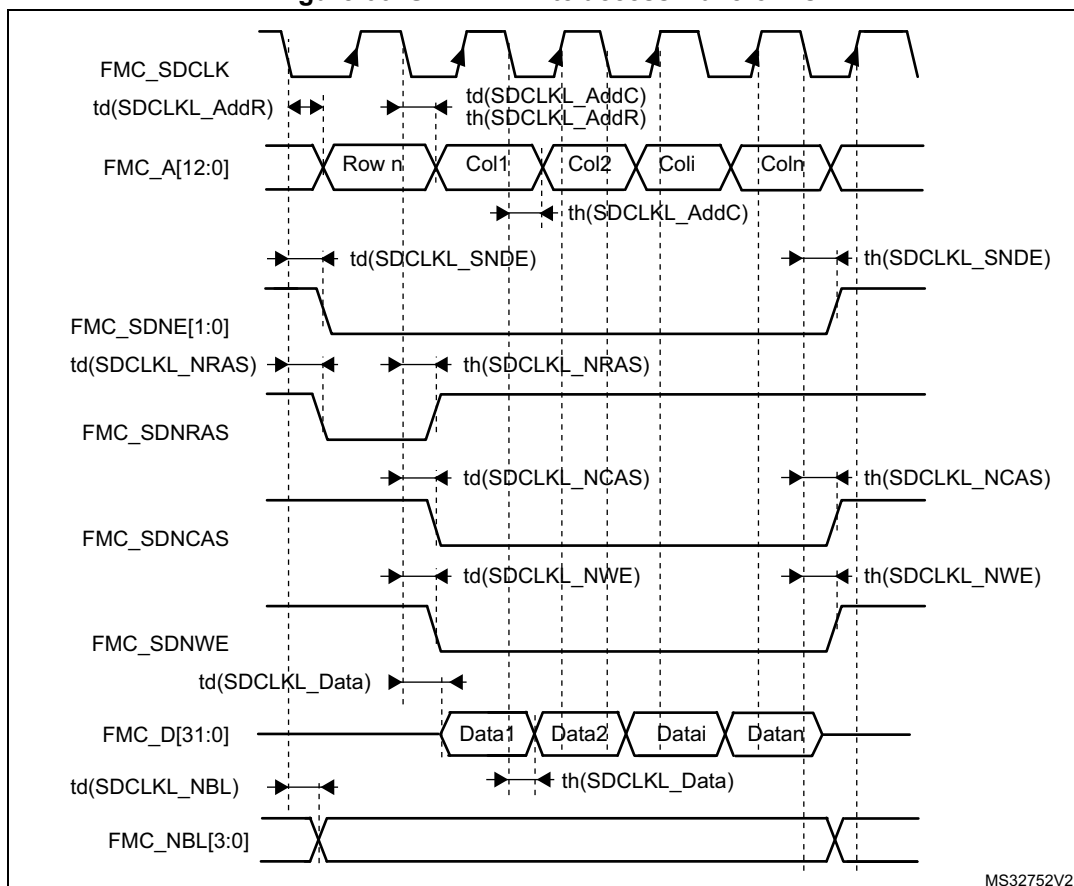 FMC_SDCLK
td(SDCLKL_AddR)
td(SDCLKL_AddC)
th(SDCLKL_AddR)
FMC_A[12:0]
Row n
Col1
Col2
Coli
Coln
th(SDCLKL_AddC)
td(SDCLKL_SNDE)
th(SDCLKL_SNDE)
FMC_SDNE[1:0]
td(SDCLKL_NRAS)
th(SDCLKL_NRAS)
FMC_SDNRAS
td(SDCLKL_NCAS)
th(SDCLKL_NCAS)
FMC_SDNCAS
td(SDCLKL_NWE)
th(SDCLKL_NWE)
FMC_SDNWE
td(SDCLKL_Data)
FMC_D[31:0]
Data1
Data2
Datai
Datan
th(SDCLKL_Data)
td(SDCLKL_NBL)
FMC_NBL[3:0]
MS32752V2